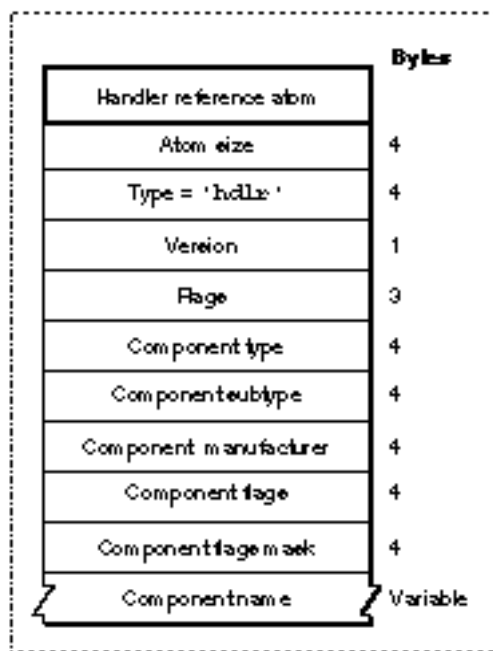 Bytes
Handler reference atom
Atom size 4
Type = 'hdlr' 4
Version 1
Flags 3
Component type 4
Component subtype 4
Component manufacturer 4
Component flags 4
Component flags mask 4
Component name Variable